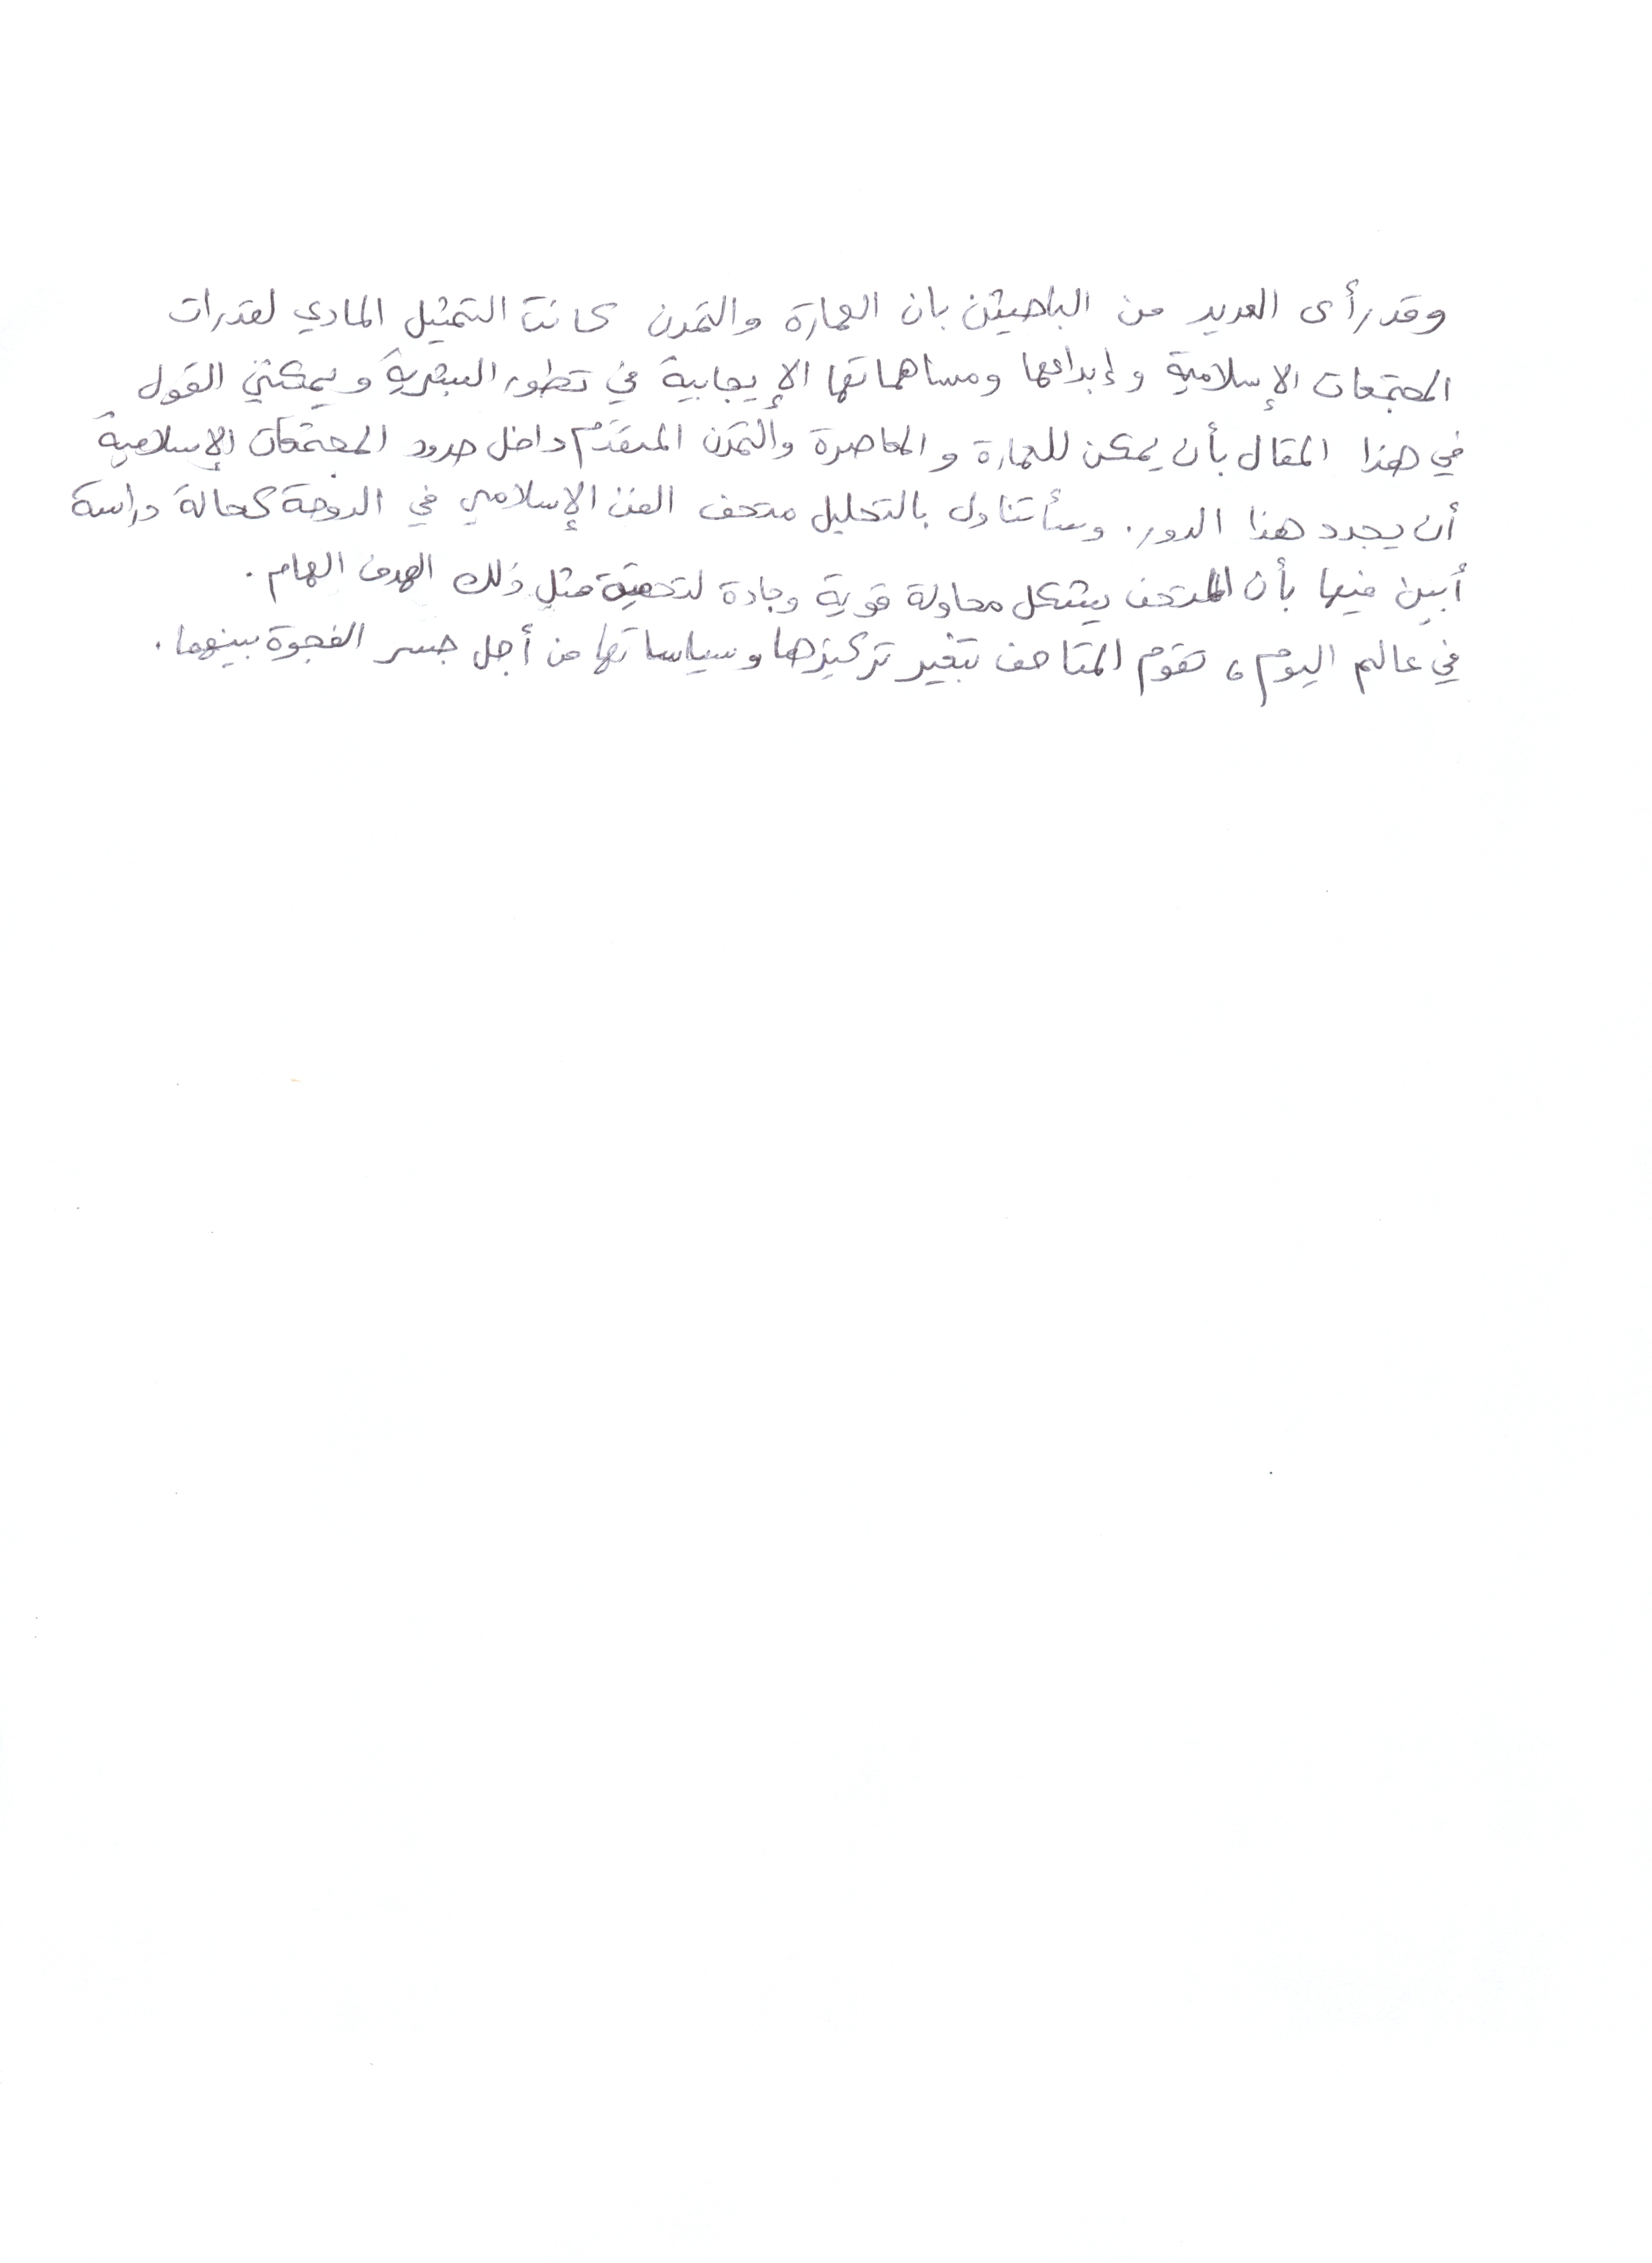 وقد رأى العديد من الباحثين بان العمارة والتمدن كانت التمثيل المادي لقدرات
المجتمعات الإسلامية وإبداعها ومساهماتها الإيجابية في تطور البشرية ويمكنني القول
في هذا المقال بأن يمكن للعمارة والمعاصرة والتمدن المتقدم داخل حدود المجتمعات الإسلامية
أن يجدد هذا الدور. وسأتناول بالتحليل متحف الفن الإسلامي في الدوحة كحالة دراسة
أبين فيها بأن المتحف يشكل محاولة قوية وجادة لتحقيق مثل ذلك الهدف الهام.
في عالم اليوم، تقوم المتاحف بتغيير تركيزها وسياساتها من أجل جسر الفجوة بينهما.